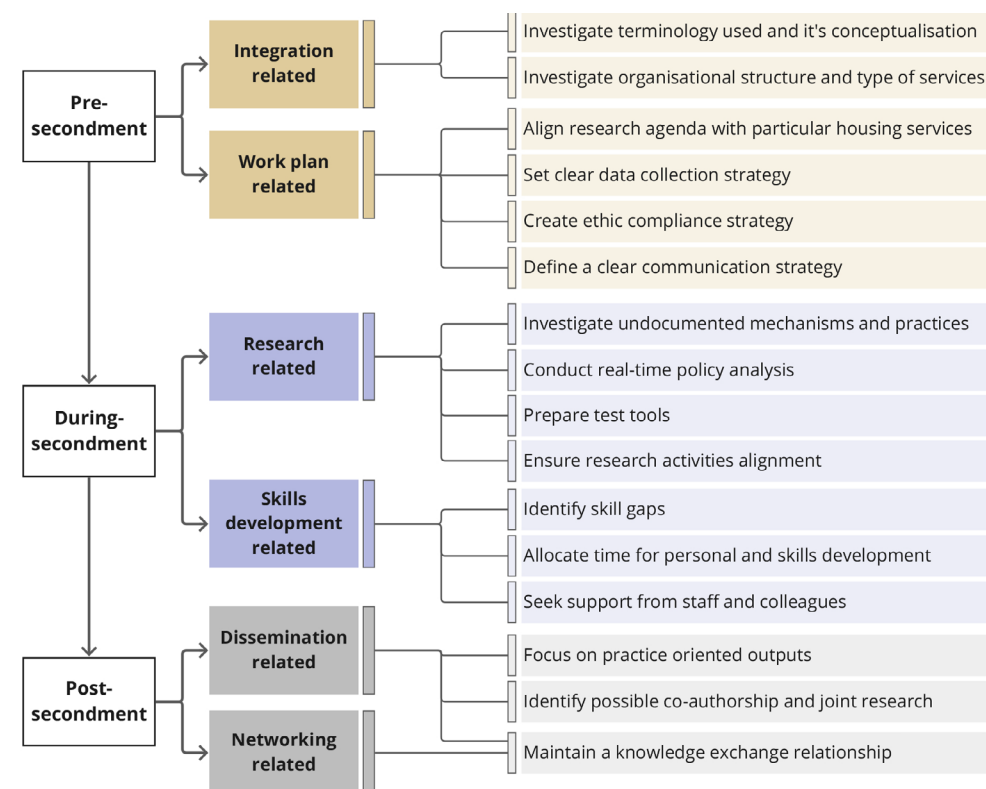 Pre-
secondment
Integration
related
Investigate terminology used and it's conceptualisation
Investigate organisational structure and type of services
Work plan
related
Align research agenda with particular housing services
Set clear data collection strategy
Create ethic compliance strategy
Define a clear communication strategy
During-
secondment
Research
related
Investigate undocumented mechanisms and practices
Conduct real-time policy analysis
Prepare test tools
Ensure research activities alignment
Skills
development
related
Identify skill gaps
Allocate time for personal and skills development
Seek support from staff and colleagues
Post-
secondment
Dissemination
related
Focus on practice oriented outputs
Identify possible co-authorship and joint research
Networking
related
Maintain a knowledge exchange relationship